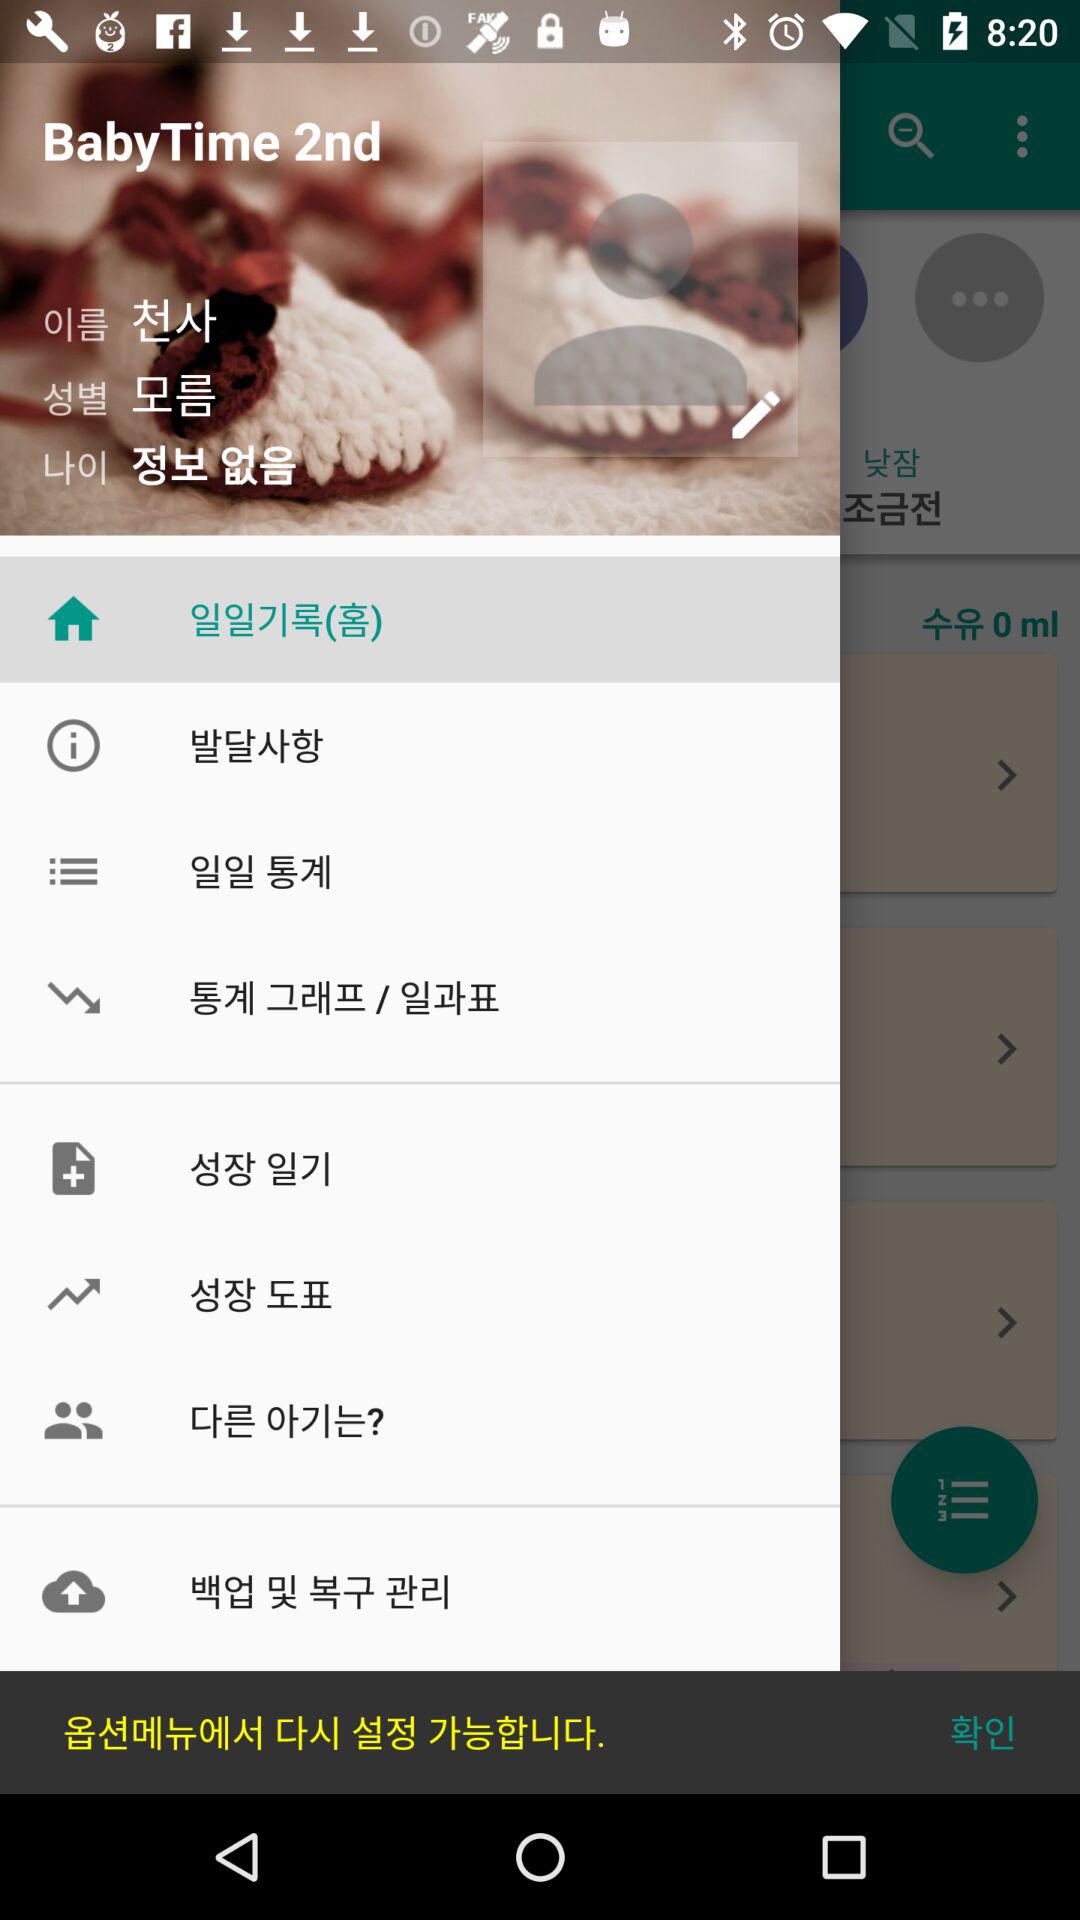 FAKE
8:20
BabyTime 2nd
이름 천사
성별 모름
나이 정보 없음
낮잠
조금전
수유 0 ml
일일기록(홈)
발달사항
일일 통계
통계 그래프 / 일과표
성장 일기
성장 도표
다른 아기는?
백업 및 복구 관리
옵션메뉴에서 다시 설정 가능합니다.
확인